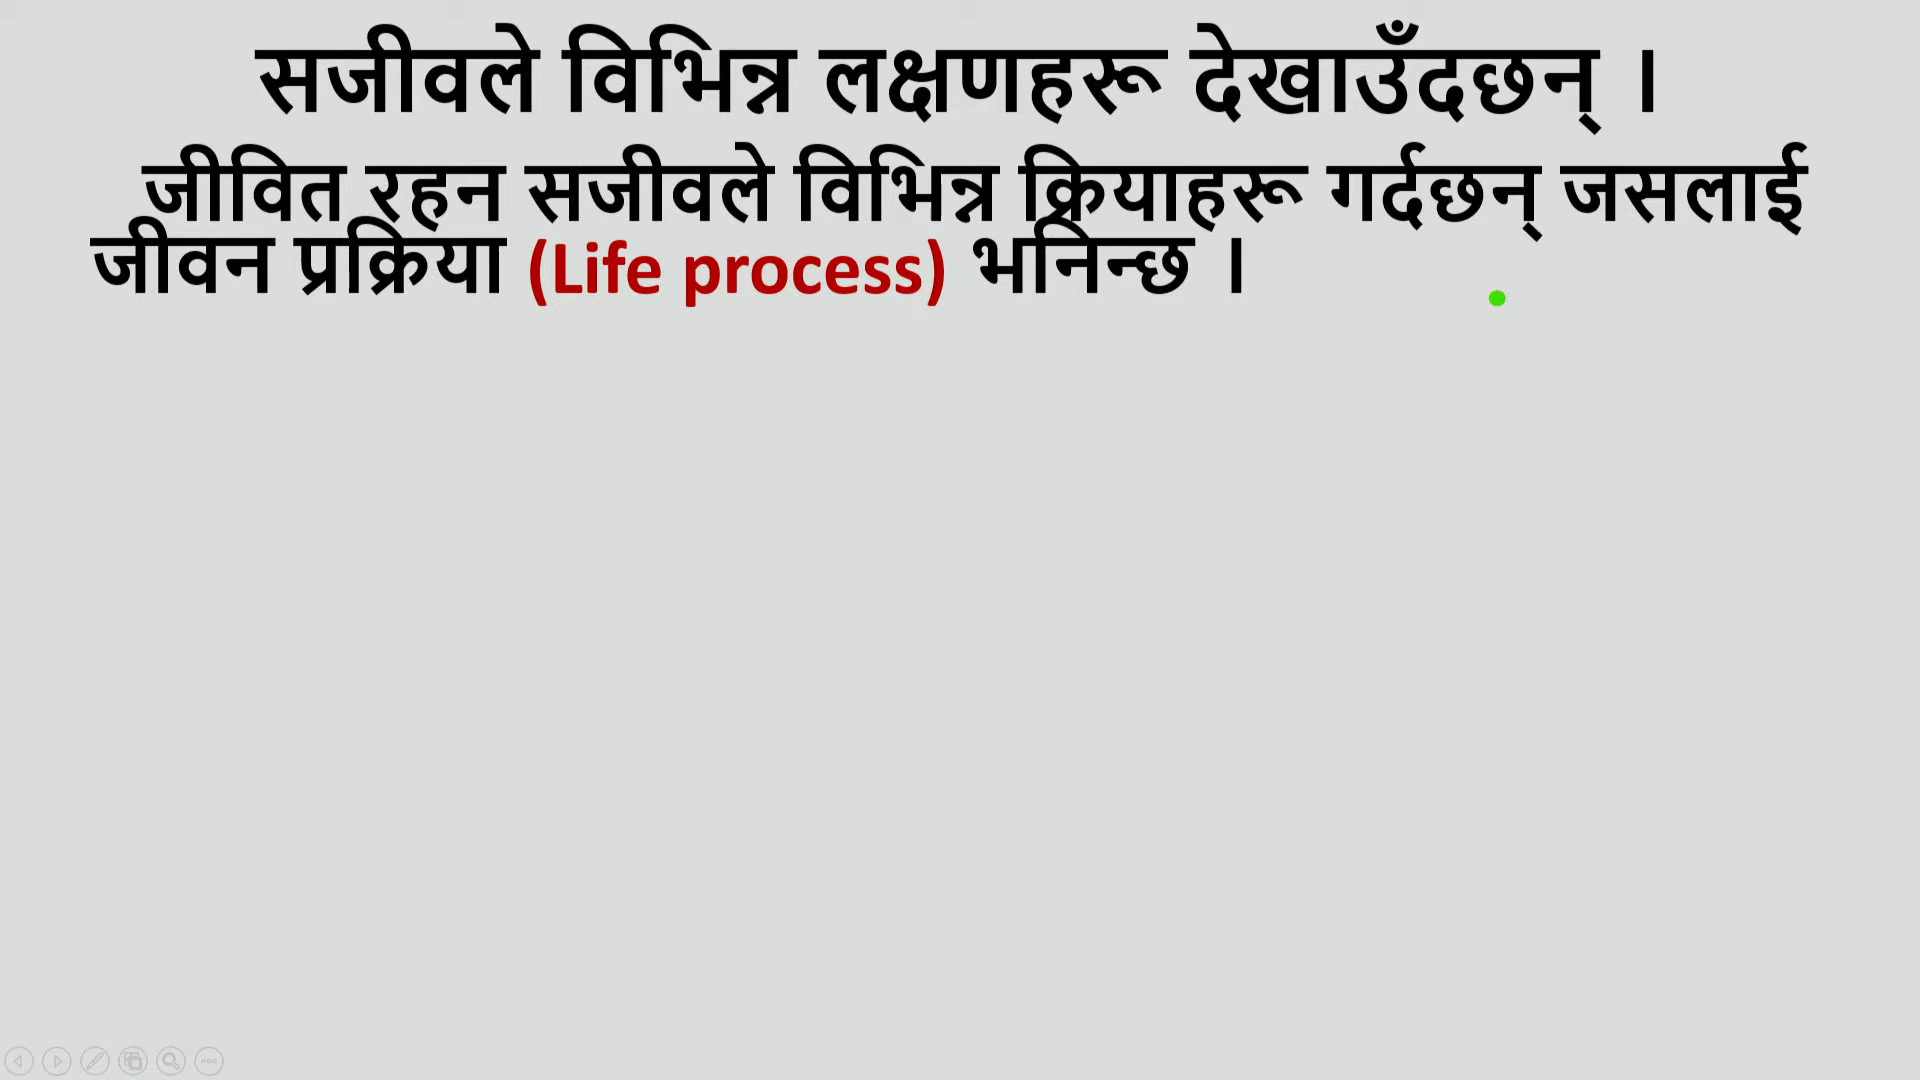 सजीवले विभिन्न लक्षणहरू देखाउँदछन् ।
जीवित रहन सजीवले विभिन्न क्रियाहरू गर्दछन् जसलाई
जीवन प्रक्रिया (Life process) भनिन्छ ।